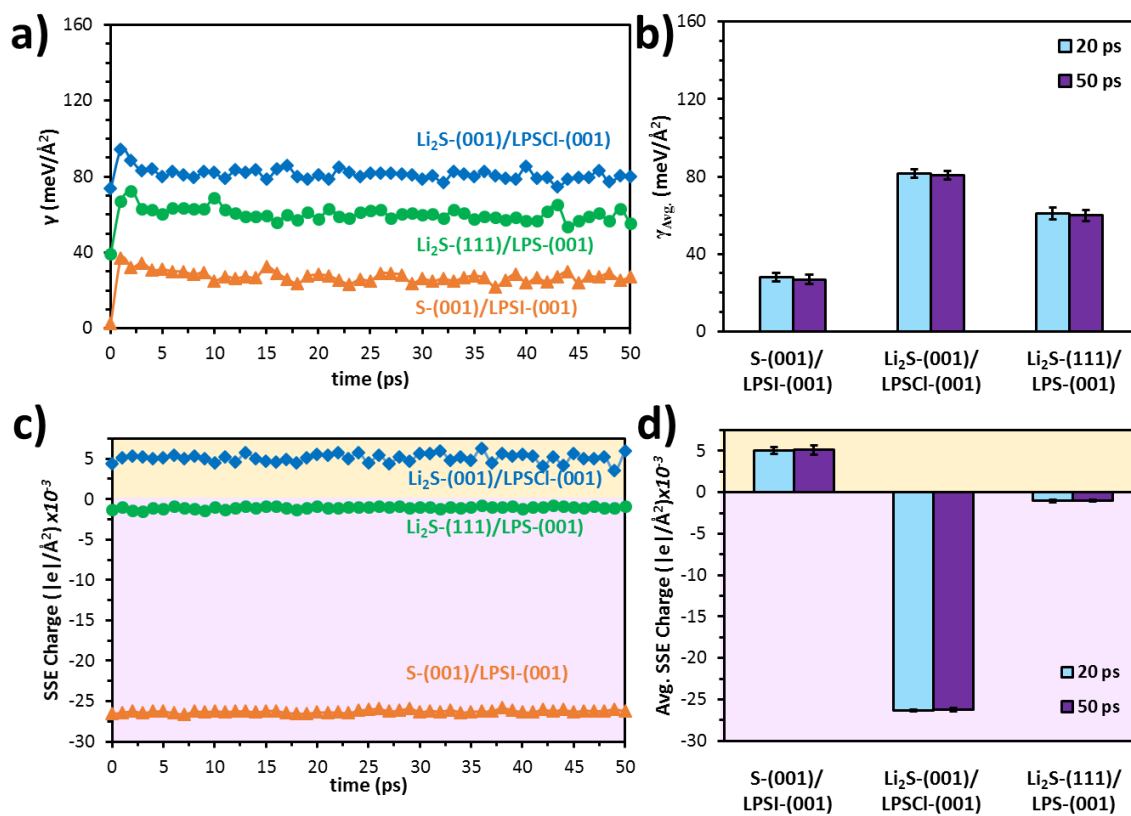 a)
160
120
80
40
0
γ (meV/Å²)
Li₂S-(001)/LPSCl-(001)
Li₂S-(111)/LPS-(001)
S-(001)/LPSI-(001)
0 5 10 15 20 25 30 35 40 45 50
time (ps)
b)
160
120
80
40
0
γAvg. (meV/Å²)
20 ps
50 ps
S-(001)/
LPSI-(001)
Li₂S-(001)/
LPSCl-(001)
Li₂S-(111)/
LPS-(001)
c)
5
0
-5
-10
-15
-20
-25
-30
SSE Charge (|e|/Å²)x10⁻³
Li₂S-(001)/LPSCl-(001)
Li₂S-(111)/LPS-(001)
S-(001)/LPSI-(001)
0 5 10 15 20 25 30 35 40 45 50
time (ps)
d)
5
0
-5
-10
-15
-20
-25
-30
Avg. SSE Charge (|e|/Å²)x10⁻³
20 ps
50 ps
S-(001)/
LPSI-(001)
Li₂S-(001)/
LPSCl-(001)
Li₂S-(111)/
LPS-(001)